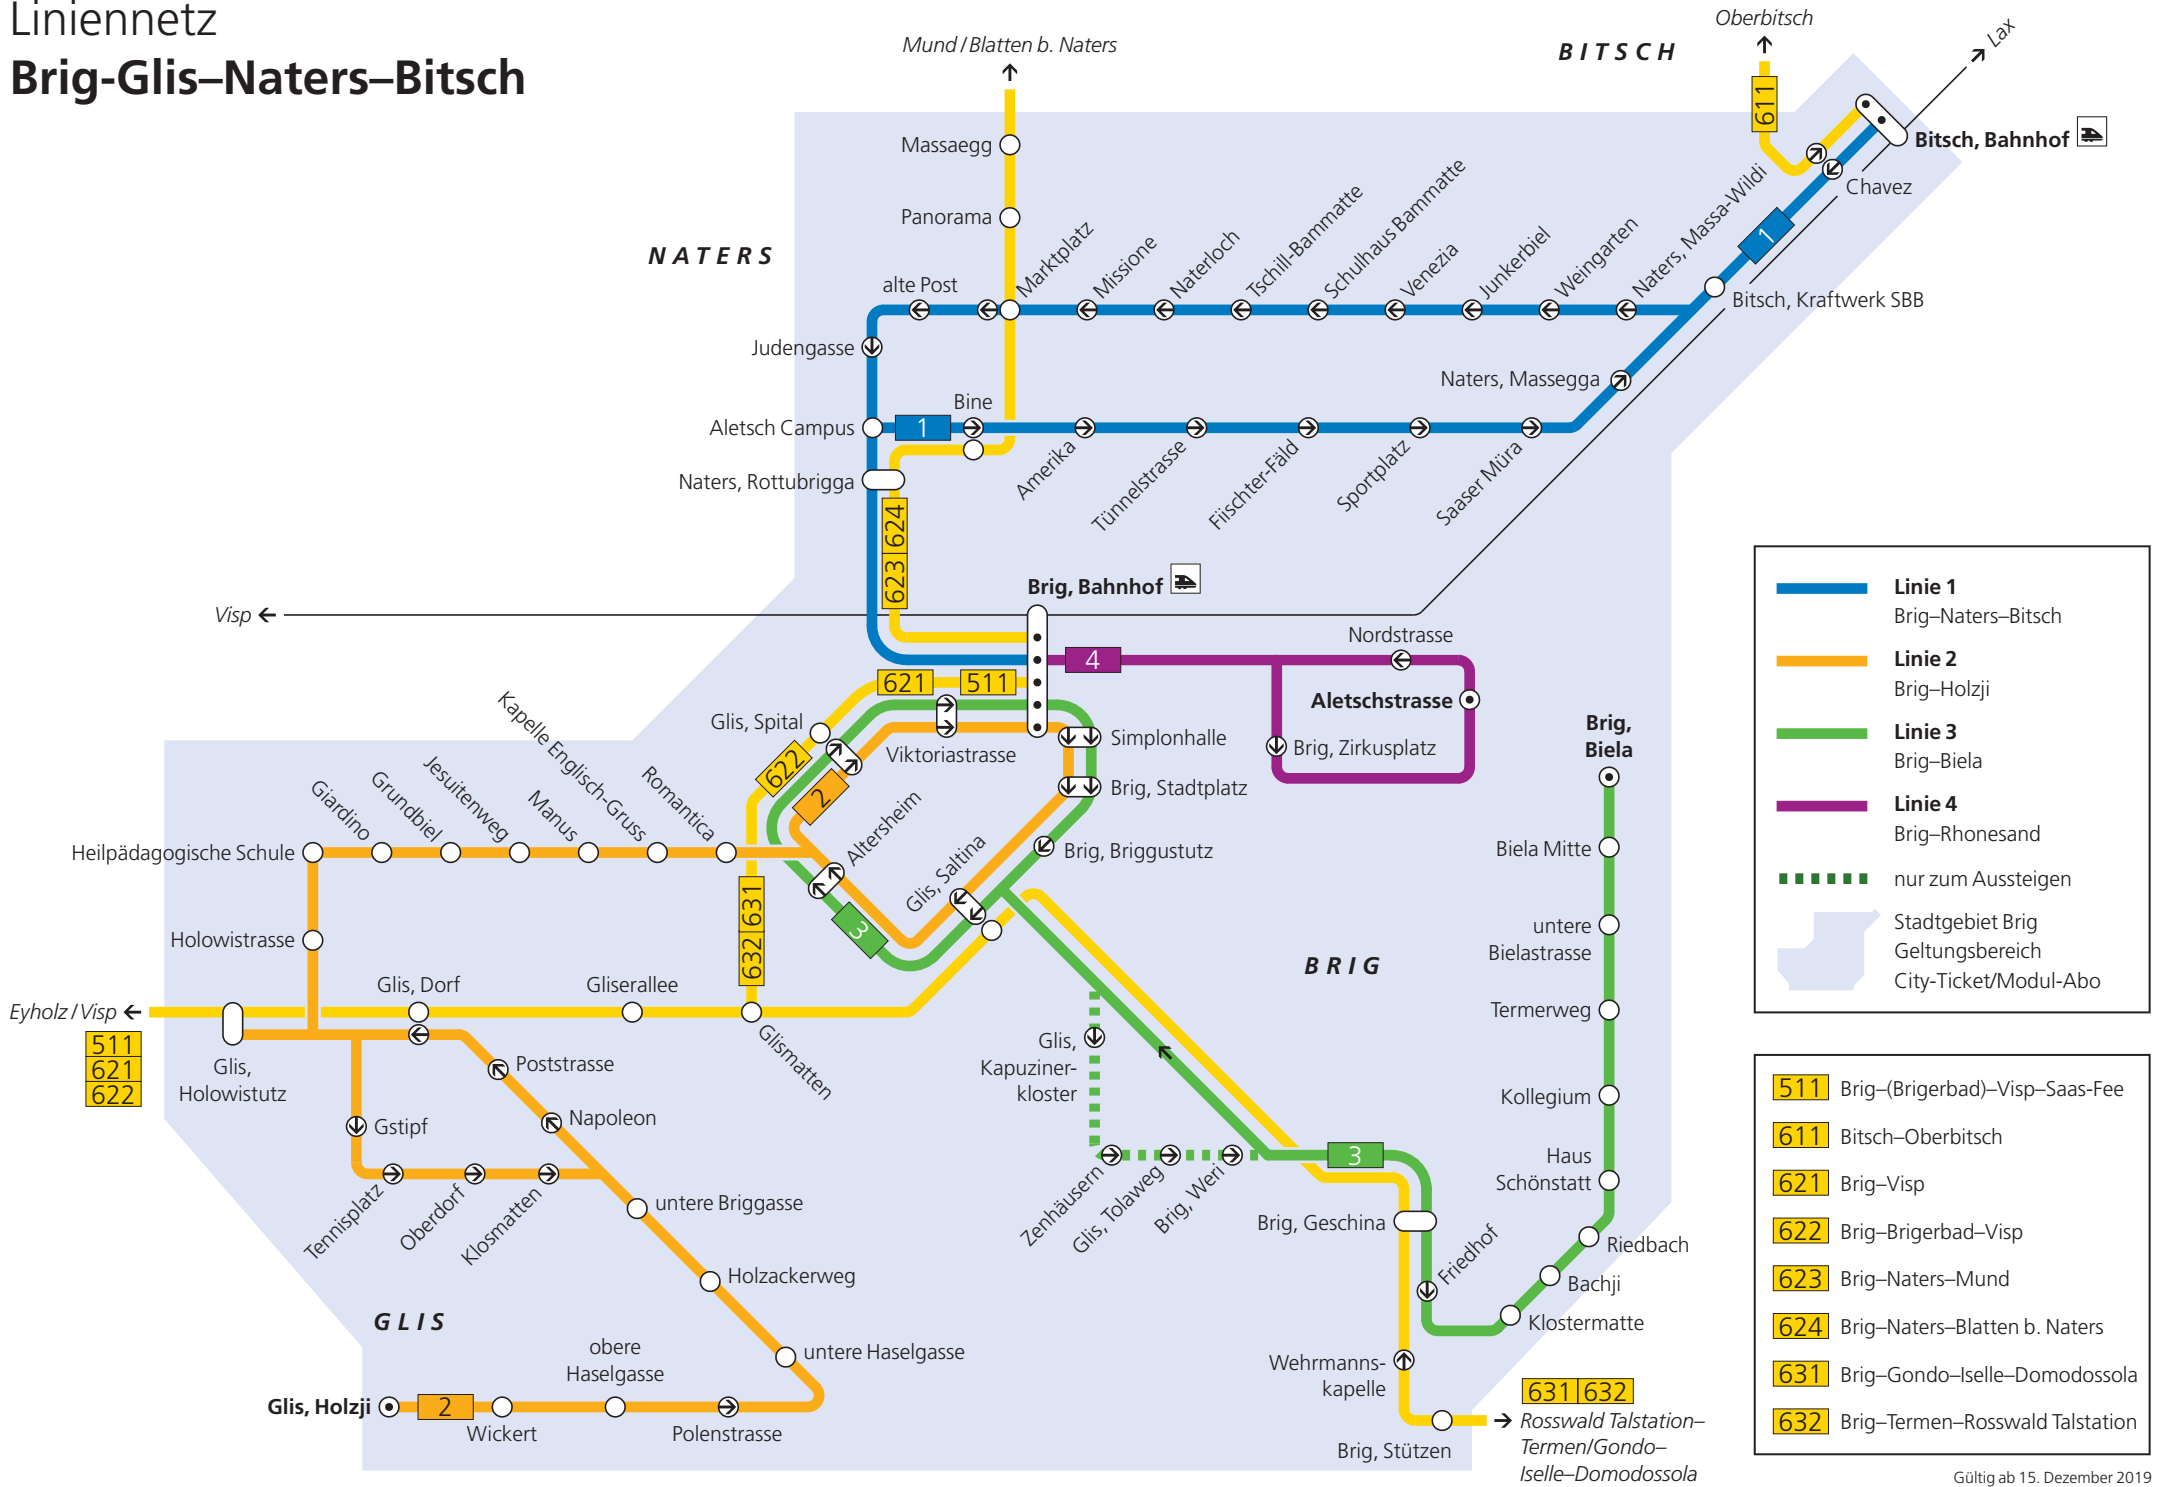 Liniennetz
Brig-Glis–Naters–Bitsch
Mund / Blatten b. Naters
BITSCH
Oberbitsch
Lax
611
Bitsch, Bahnhof
Chavez
1
Bitsch, Kraftwerk SBB
NATERS
Massaegg
Panorama
alte Post
Marktplatz
Missione
Naterloch
Tschill-Bammatte
Schulhaus Bammatte
Venezia
Junkerbiel
Weingarten
Naters, Massa-Wildi
Judengasse
Naters, Massegga
Bine
Aletsch Campus
1
Amerika
Tünnelstrasse
Fiischter-Fäld
Sportplatz
Saaser Müra
Naters, Rottubrigga
623 624
Brig, Bahnhof
Visp
4
Nordstrasse
Aletschstrasse
Brig, Zirkusplatz
621
511
Glis, Spital
622
2
Viktoriastrasse
Simplonhalle
Brig, Stadtplatz
Brig, Briggustutz
Brig,
Biela
Biela Mitte
untere
Bielastrasse
Termerweg
Kollegium
Haus
Schönstatt
Riedbach
Bachji
Klostermatte
Friedhof
Heilpädagogische Schule
Giardino
Grundbiel
Jesuitenweg
Manus
Kapelle Englisch-Gruss
Romantica
Altersheim
Glis, Saltina
3
632 631
Holowistrasse
Glis, Dorf
Gliserallee
Glismatten
Eyholz / Visp
511
621
622
Glis,
Holowistutz
Poststrasse
Napoleon
Gstipf
Tennisplatz
Oberdorf
Klosmatten
untere Briggasse
Holzackerweg
untere Haselgasse
GLIS
obere
Haselgasse
Glis, Holzji
2
Wickert
Polenstrasse
BRIG
Glis,
Kapuziner-
kloster
Zenhäusern
Glis, Tolaweg
Brig, Weri
3
Brig, Geschina
Wehrmanns-
kapelle
Brig, Stützen
631 632
Rosswald Talstation–
Termen/Gondo–
Iselle–Domodossola
Linie 1
Brig–Naters–Bitsch
Linie 2
Brig–Holzji
Linie 3
Brig–Biela
Linie 4
Brig–Rhonesand
nur zum Aussteigen
Stadtgebiet Brig
Geltungsbereich
City-Ticket/Modul-Abo
511 Brig–(Brigerbad)–Visp–Saas-Fee
611 Bitsch–Oberbitsch
621 Brig–Visp
622 Brig–Brigerbad–Visp
623 Brig–Naters–Mund
624 Brig–Naters–Blatten b. Naters
631 Brig–Gondo–Iselle–Domodossola
632 Brig–Termen–Rosswald Talstation
Gültig ab 15. Dezember 2019